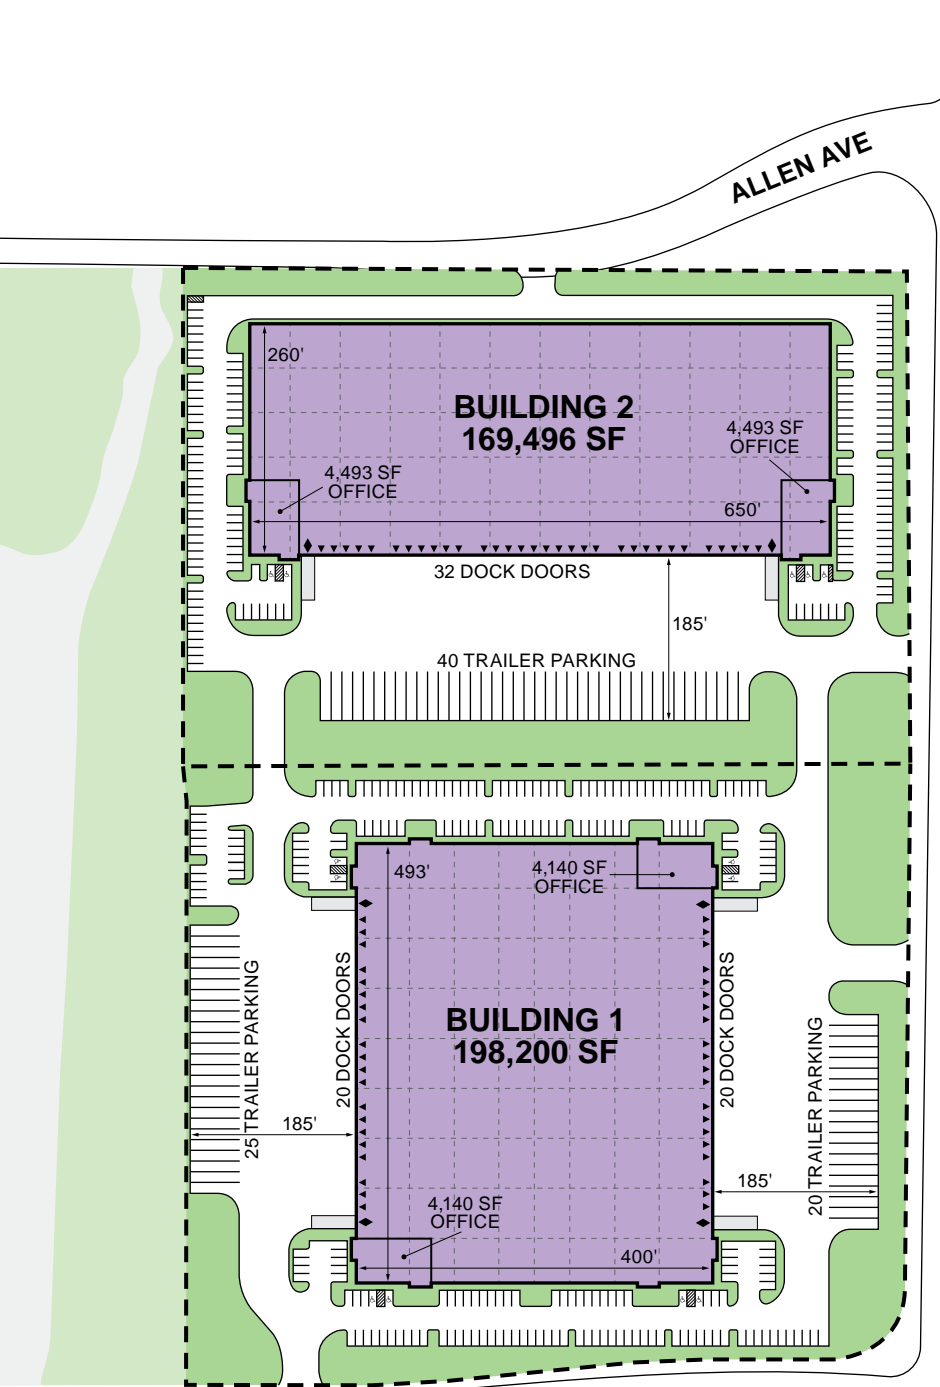 ALLEN AVE
260'
BUILDING 2
169,496 SF
4,493 SF
OFFICE
4,493 SF
OFFICE
650'
32 DOCK DOORS
185'
40 TRAILER PARKING
493'
4,140 SF
OFFICE
25 TRAILER PARKING
20 DOCK DOORS
BUILDING 1
198,200 SF
20 DOCK DOORS
20 TRAILER PARKING
185'
185'
4,140 SF
OFFICE
400'